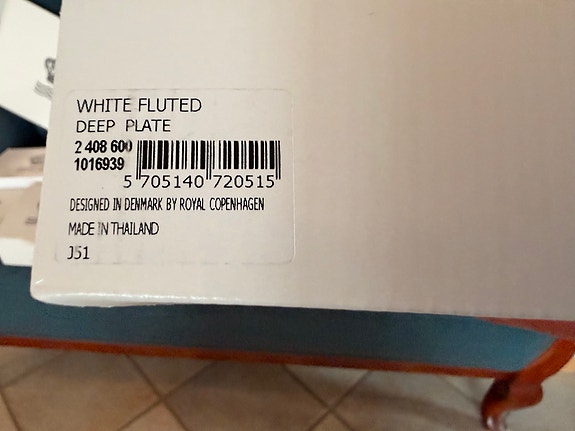 WHITE FLUTED
DEEP PLATE
2 408 600
1016939
5 705140 720515
DESIGNED IN DENMARK BY ROYAL COPENHAGEN
MADE IN THAILAND
J51